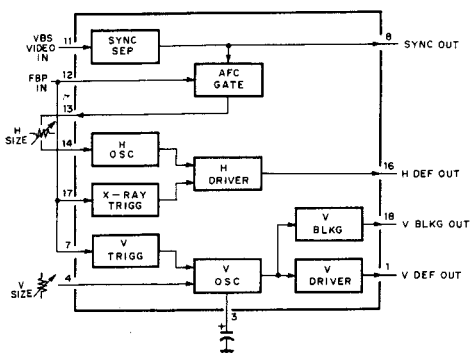 VBS
VIDEO
IN
11
SYNC
SEP
8
SYNC OUT
FBP
IN
12
AFC
GATE
13
H
SIZE
14
H
OSC
H
DRIVER
16
H DEF OUT
17
X-RAY
TRIGG
V
BLKG
18
V BLKG OUT
7
V
TRIGG
V
SIZE
4
V
OSC
V
DRIVER
1
V DEF OUT
3
+